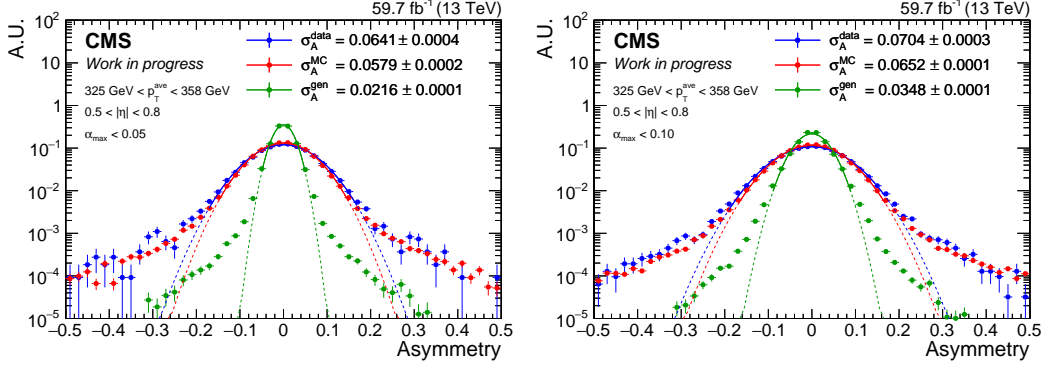 59.7 fb⁻¹ (13 TeV)
A.U.
10²
10
1
10⁻¹
10⁻²
10⁻³
10⁻⁴
10⁻⁵
CMS
Work in progress
325 GeV < p_T^ave < 358 GeV
0.5 < |η| < 0.8
α_max < 0.05
σ_A^data = 0.0641 ± 0.0004
σ_A^MC = 0.0579 ± 0.0002
σ_A^gen = 0.0216 ± 0.0001
−0.5 −0.4 −0.3 −0.2 −0.1 0 0.1 0.2 0.3 0.4 0.5
Asymmetry
59.7 fb⁻¹ (13 TeV)
A.U.
10²
10
1
10⁻¹
10⁻²
10⁻³
10⁻⁴
10⁻⁵
CMS
Work in progress
325 GeV < p_T^ave < 358 GeV
0.5 < |η| < 0.8
α_max < 0.10
σ_A^data = 0.0704 ± 0.0003
σ_A^MC = 0.0652 ± 0.0001
σ_A^gen = 0.0348 ± 0.0001
−0.5 −0.4 −0.3 −0.2 −0.1 0 0.1 0.2 0.3 0.4 0.5
Asymmetry